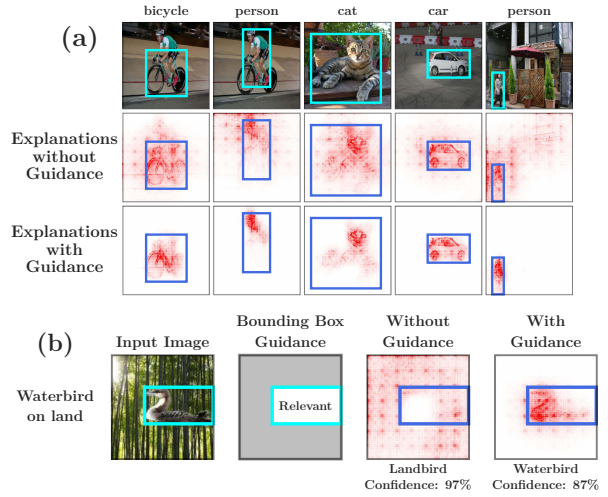 (a)
bicycle
person
cat
car
person
Explanations
without
Guidance
Explanations
with
Guidance
(b)
Input Image
Bounding Box
Guidance
Without
Guidance
With
Guidance
Waterbird
on land
Relevant
Landbird
Confidence: 97%
Waterbird
Confidence: 87%